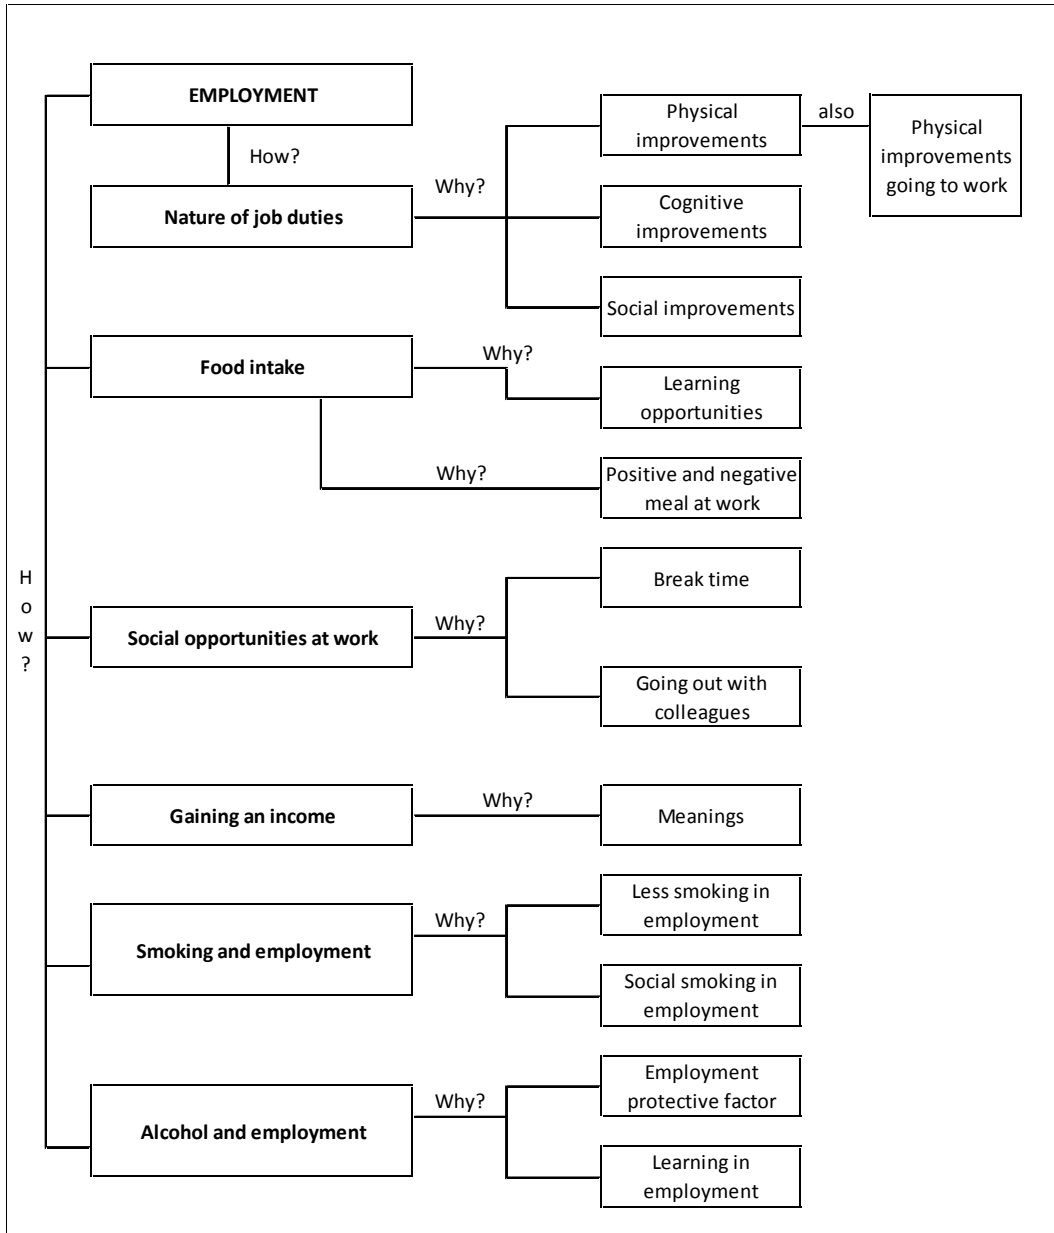 EMPLOYMENT
How?
Nature of job duties
Why?
Physical
improvements
also
Physical
improvements
going to work
Cognitive
improvements
Social improvements
Food intake
Why?
Learning
opportunities
Why?
Positive and negative
meal at work
H
o
w
?
Social opportunities at work
Why?
Break time
Going out with
colleagues
Gaining an income
Why?
Meanings
Smoking and employment
Why?
Less smoking in
employment
Social smoking in
employment
Alcohol and employment
Why?
Employment
protective factor
Learning in
employment